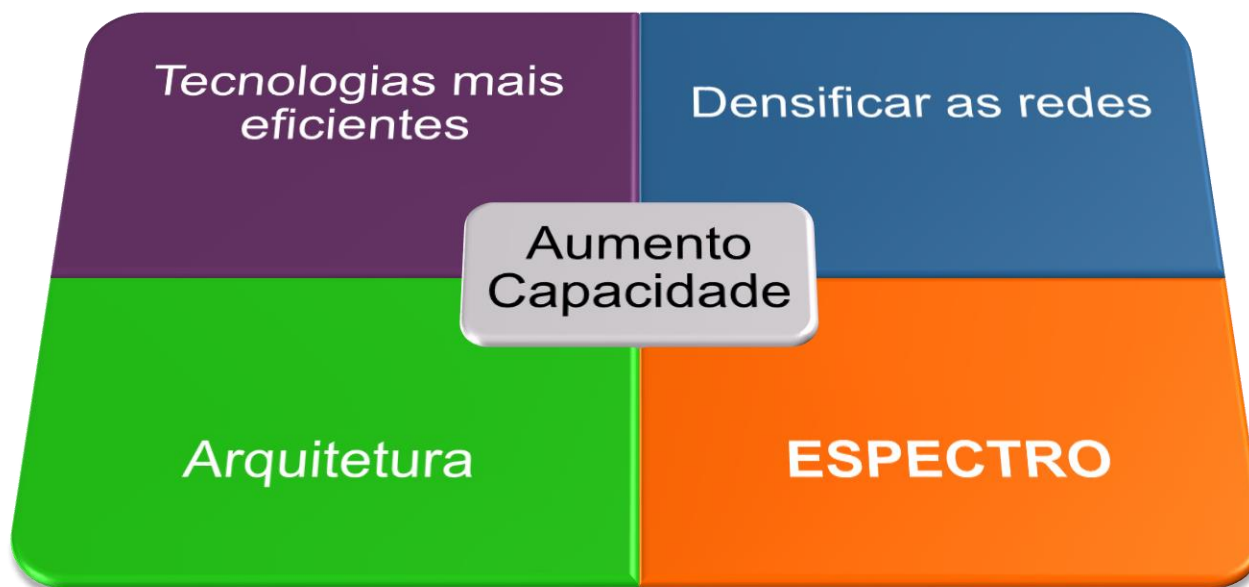 Tecnologias mais
eficientes
Densificar as redes
Aumento
Capacidade
Arquitetura
ESPECTRO